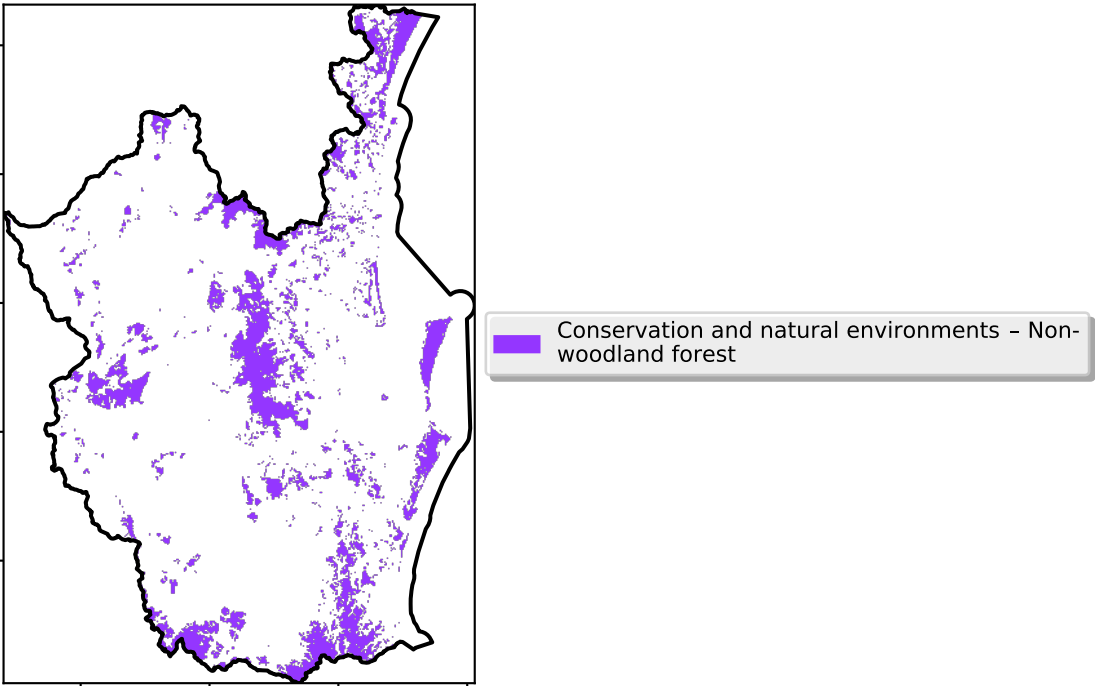 Conservation and natural environments – Non-
woodland forest